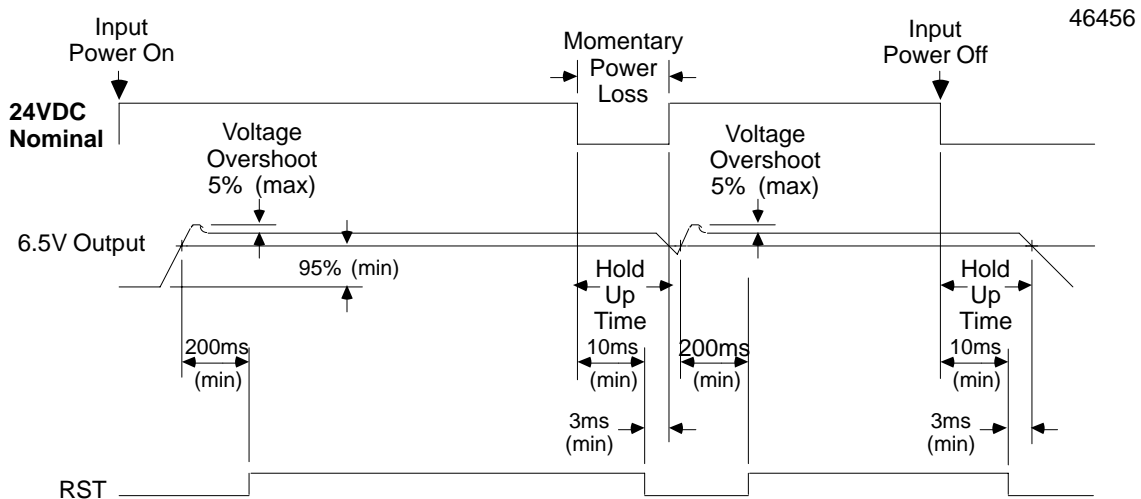 46456
Input
Power On
Momentary
Power
Loss
Input
Power Off
24VDC
Nominal
Voltage
Overshoot
5% (max)
Voltage
Overshoot
5% (max)
6.5V Output
95% (min)
Hold
Up
Time
Hold
Up
Time
200ms
(min)
10ms
(min)
200ms
(min)
10ms
(min)
3ms
(min)
3ms
(min)
RST